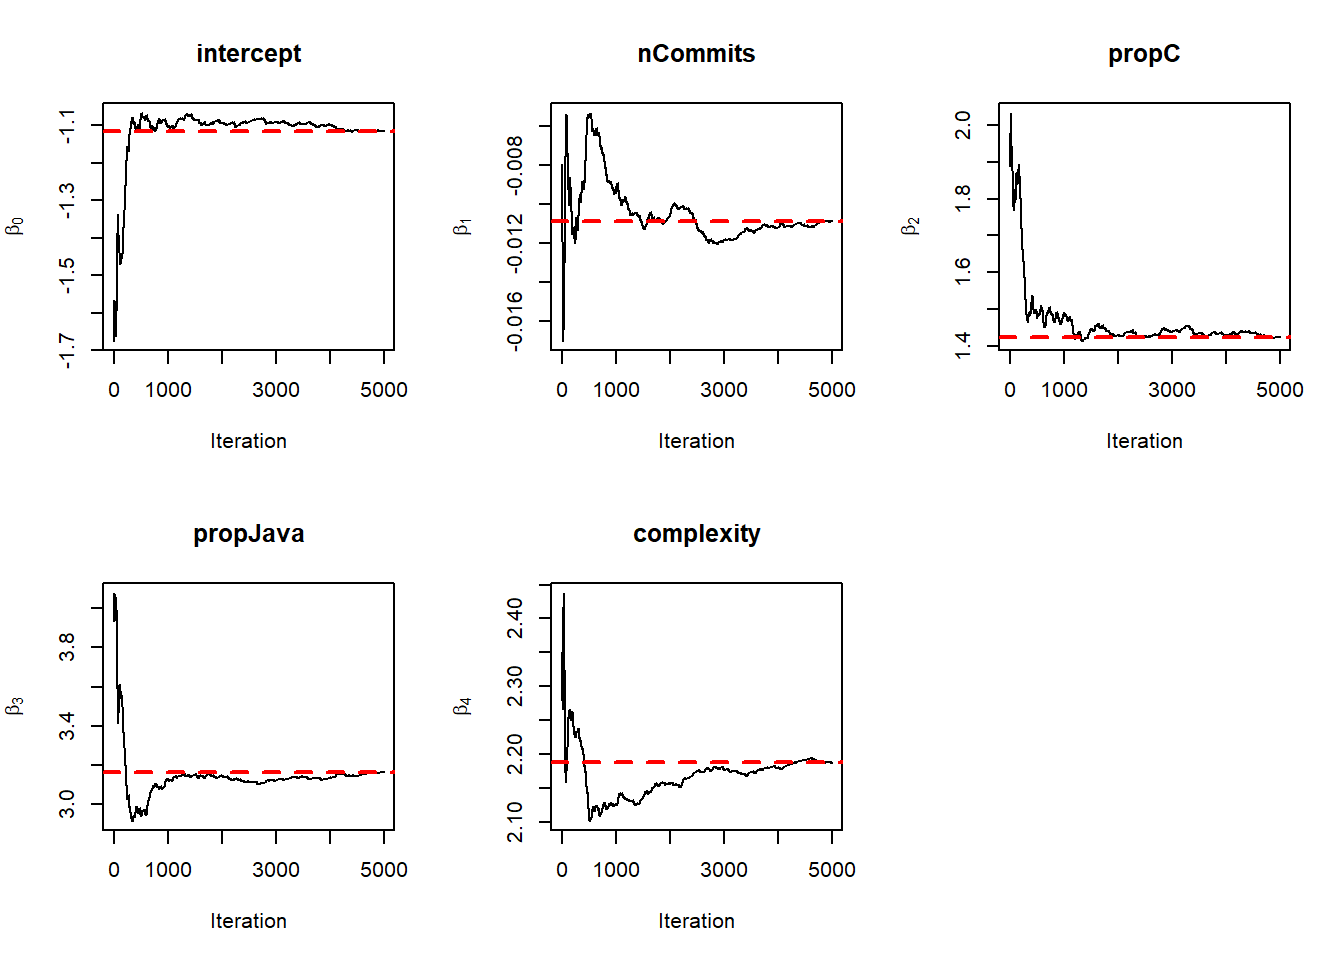 intercept
β0
-1.1
-1.3
-1.5
-1.7
0 1000 3000 5000
Iteration
nCommits
β1
-0.008
-0.012
-0.016
0 1000 3000 5000
Iteration
propC
β2
2.0
1.8
1.6
1.4
0 1000 3000 5000
Iteration
propJava
β3
3.8
3.4
3.0
0 1000 3000 5000
Iteration
complexity
β4
2.40
2.30
2.20
2.10
0 1000 3000 5000
Iteration